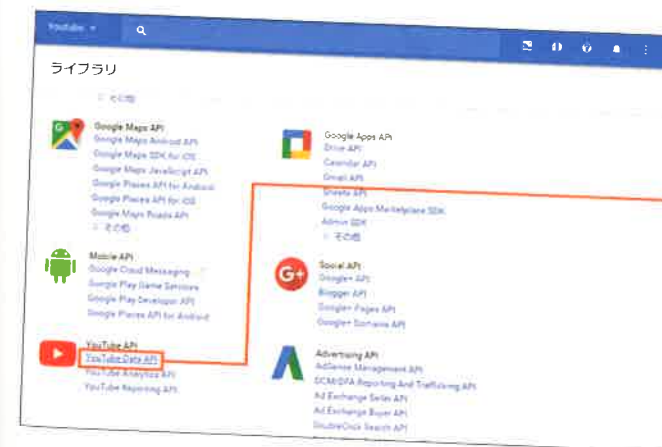 Youtube
ライブラリ
その他
Google Maps API
Google Maps Android API
Google Maps SDK for iOS
Google Maps JavaScript API
Google Places API for Android
Google Places API for iOS
Google Maps Roads API
その他
Mobile API
Google Cloud Messaging
Google Play Game Services
Google Play Developer API
Google Places API for Android
YouTube API
YouTube Data API
YouTube Analytics API
YouTube Reporting API
Google Apps API
Drive API
Calendar API
Gmail API
Sheets API
Google Apps Marketplace SDK
Admin SDK
その他
Social API
Google+ API
Blogger API
Google+ Pages API
Google+ Domains API
Advertising API
AdSense Management API
DCM/DFA Reporting And Trafficking API
Ad Exchange Seller API
Ad Exchange Buyer API
DoubleClick Search API